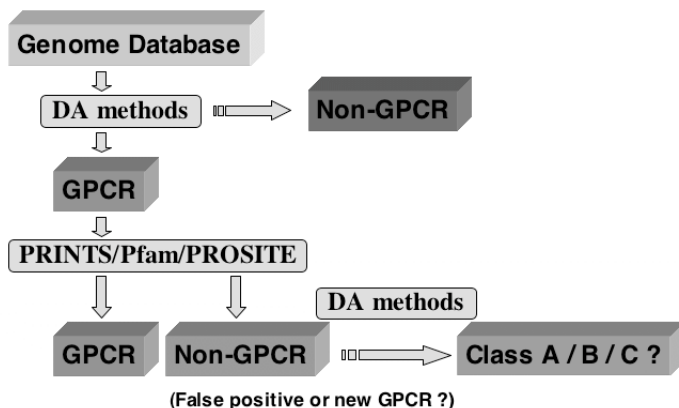 Genome Database
DA methods
Non-GPCR
GPCR
PRINTS/Pfam/PROSITE
DA methods
GPCR
Non-GPCR
Class A / B / C ?
(False positive or new GPCR ?)